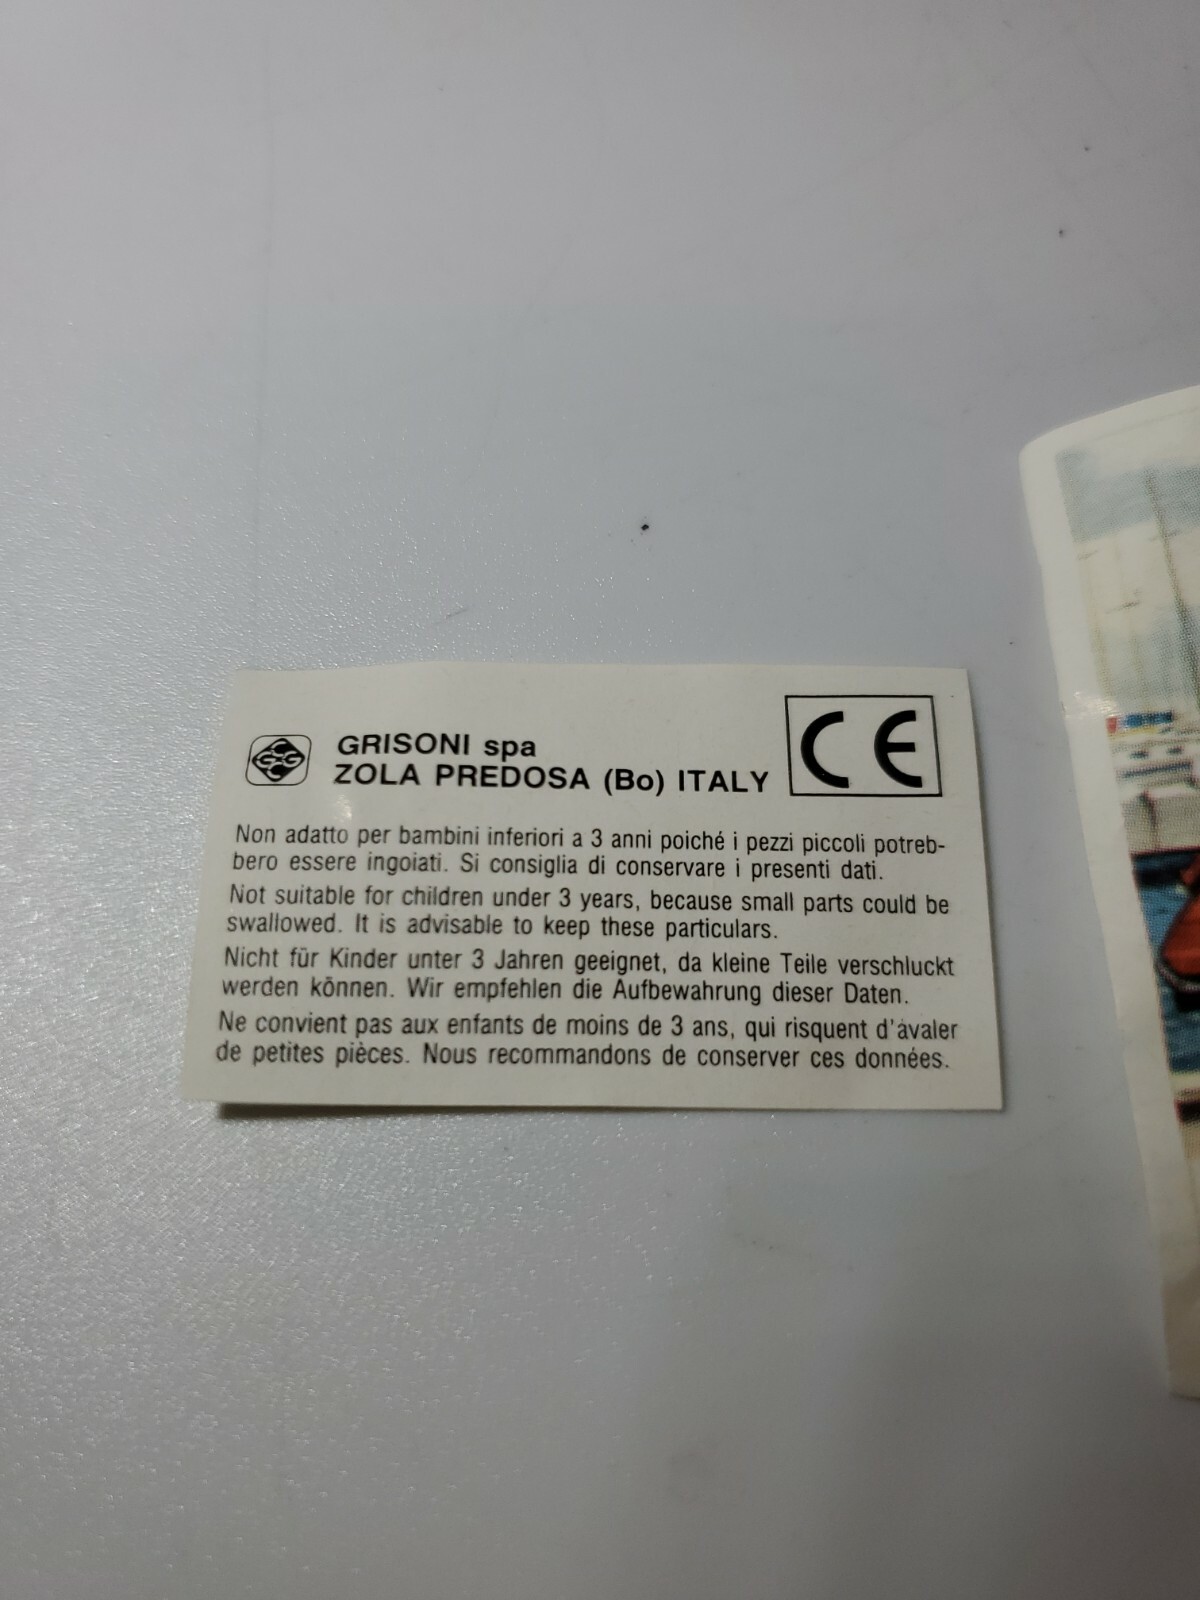 GRISONI spa
ZOLA PREDOSA (Bo) ITALY
CE
Non adatto per bambini inferiori a 3 anni poiché i pezzi piccoli potreb-
bero essere ingoiati. Si consiglia di conservare i presenti dati.
Not suitable for children under 3 years, because small parts could be
swallowed. It is advisable to keep these particulars.
Nicht für Kinder unter 3 Jahren geeignet, da kleine Teile verschluckt
werden können. Wir empfehlen die Aufbewahrung dieser Daten.
Ne convient pas aux enfants de moins de 3 ans, qui risquent d'avaler
de petites pièces. Nous recommandons de conserver ces données.